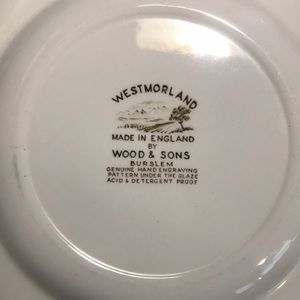 WESTMORLAND
MADE IN ENGLAND
BY
WOOD & SONS
BURSLEM
GENUINE HAND ENGRAVING
PATTERN UNDER THE GLAZE
ACID & DETERGENT PROOF